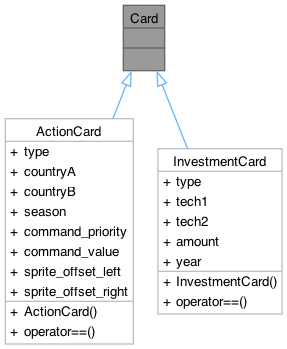 Card
ActionCard
+ type
+ countryA
+ countryB
+ season
+ command_priority
+ command_value
+ sprite_offset_left
+ sprite_offset_right
+ ActionCard()
+ operator==()
InvestmentCard
+ type
+ tech1
+ tech2
+ amount
+ year
+ InvestmentCard()
+ operator==()